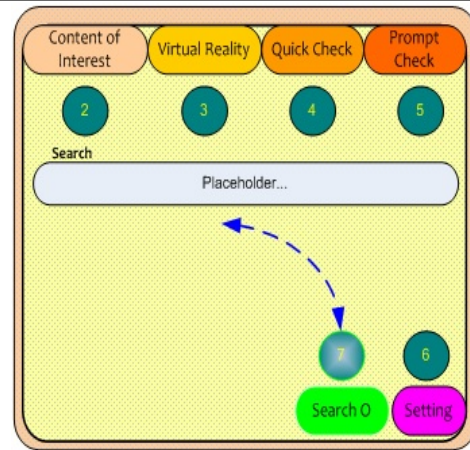 Content of
Interest
Virtual Reality
Quick Check
Prompt
Check
2
3
4
5
Search
Placeholder...
7
6
Search O
Setting